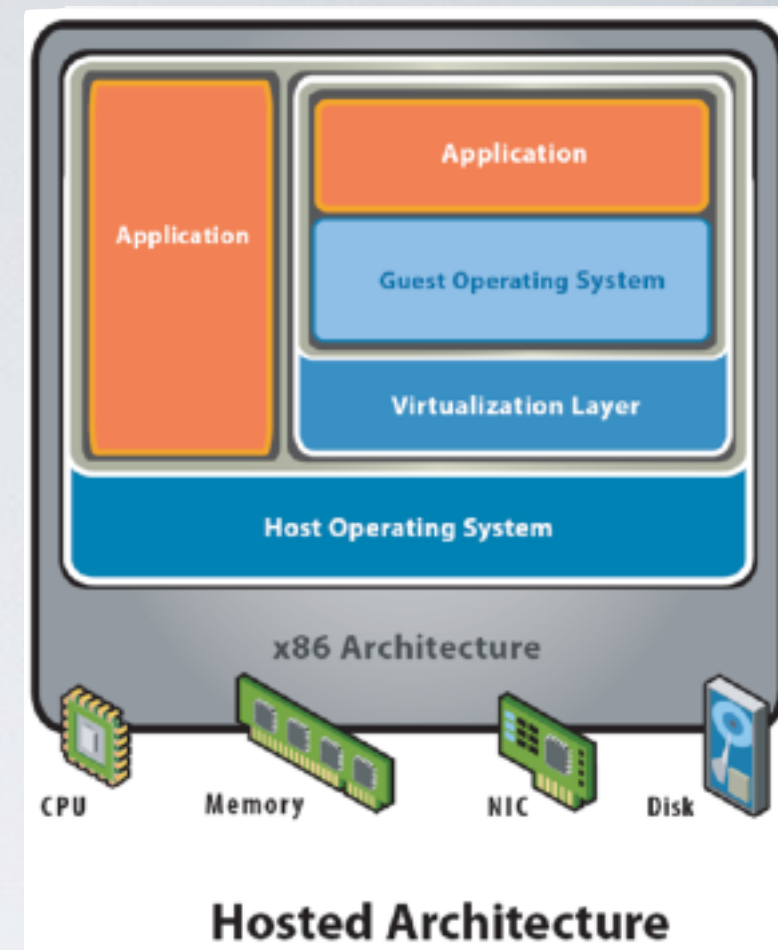 Application
Application
Guest Operating System
Virtualization Layer
Host Operating System
x86 Architecture
CPU
Memory
NIC
Disk
Hosted Architecture